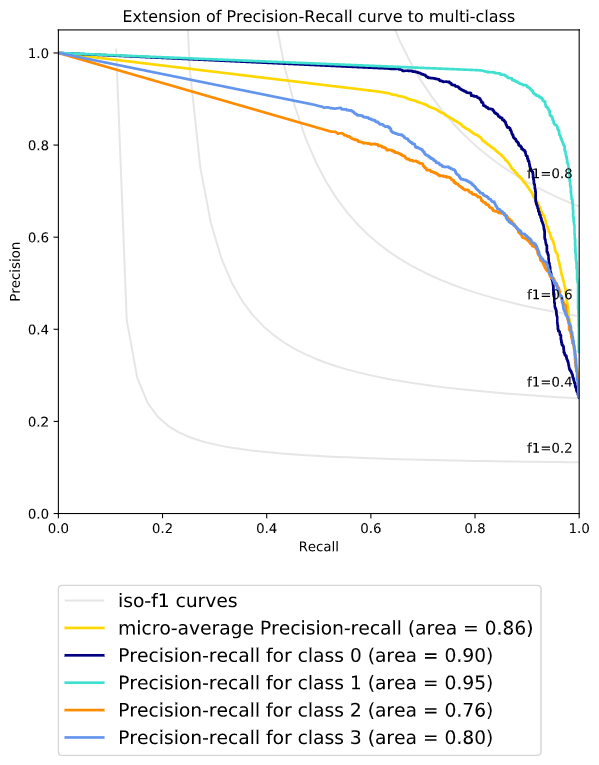 Extension of Precision-Recall curve to multi-class
1.0
0.8
0.6
0.4
0.2
0.0
Precision
f1=0.8
f1=0.6
f1=0.4
f1=0.2
0.0 0.2 0.4 0.6 0.8 1.0
Recall
iso-f1 curves
micro-average Precision-recall (area = 0.86)
Precision-recall for class 0 (area = 0.90)
Precision-recall for class 1 (area = 0.95)
Precision-recall for class 2 (area = 0.76)
Precision-recall for class 3 (area = 0.80)